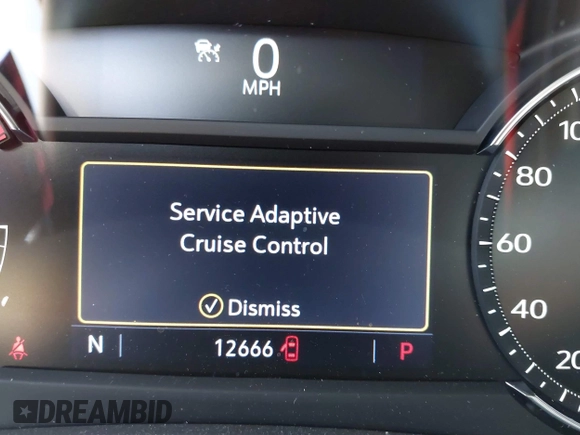 0
MPH
Service Adaptive
Cruise Control
Dismiss
N 12666 P
100
80
60
40
20
DREAMBID